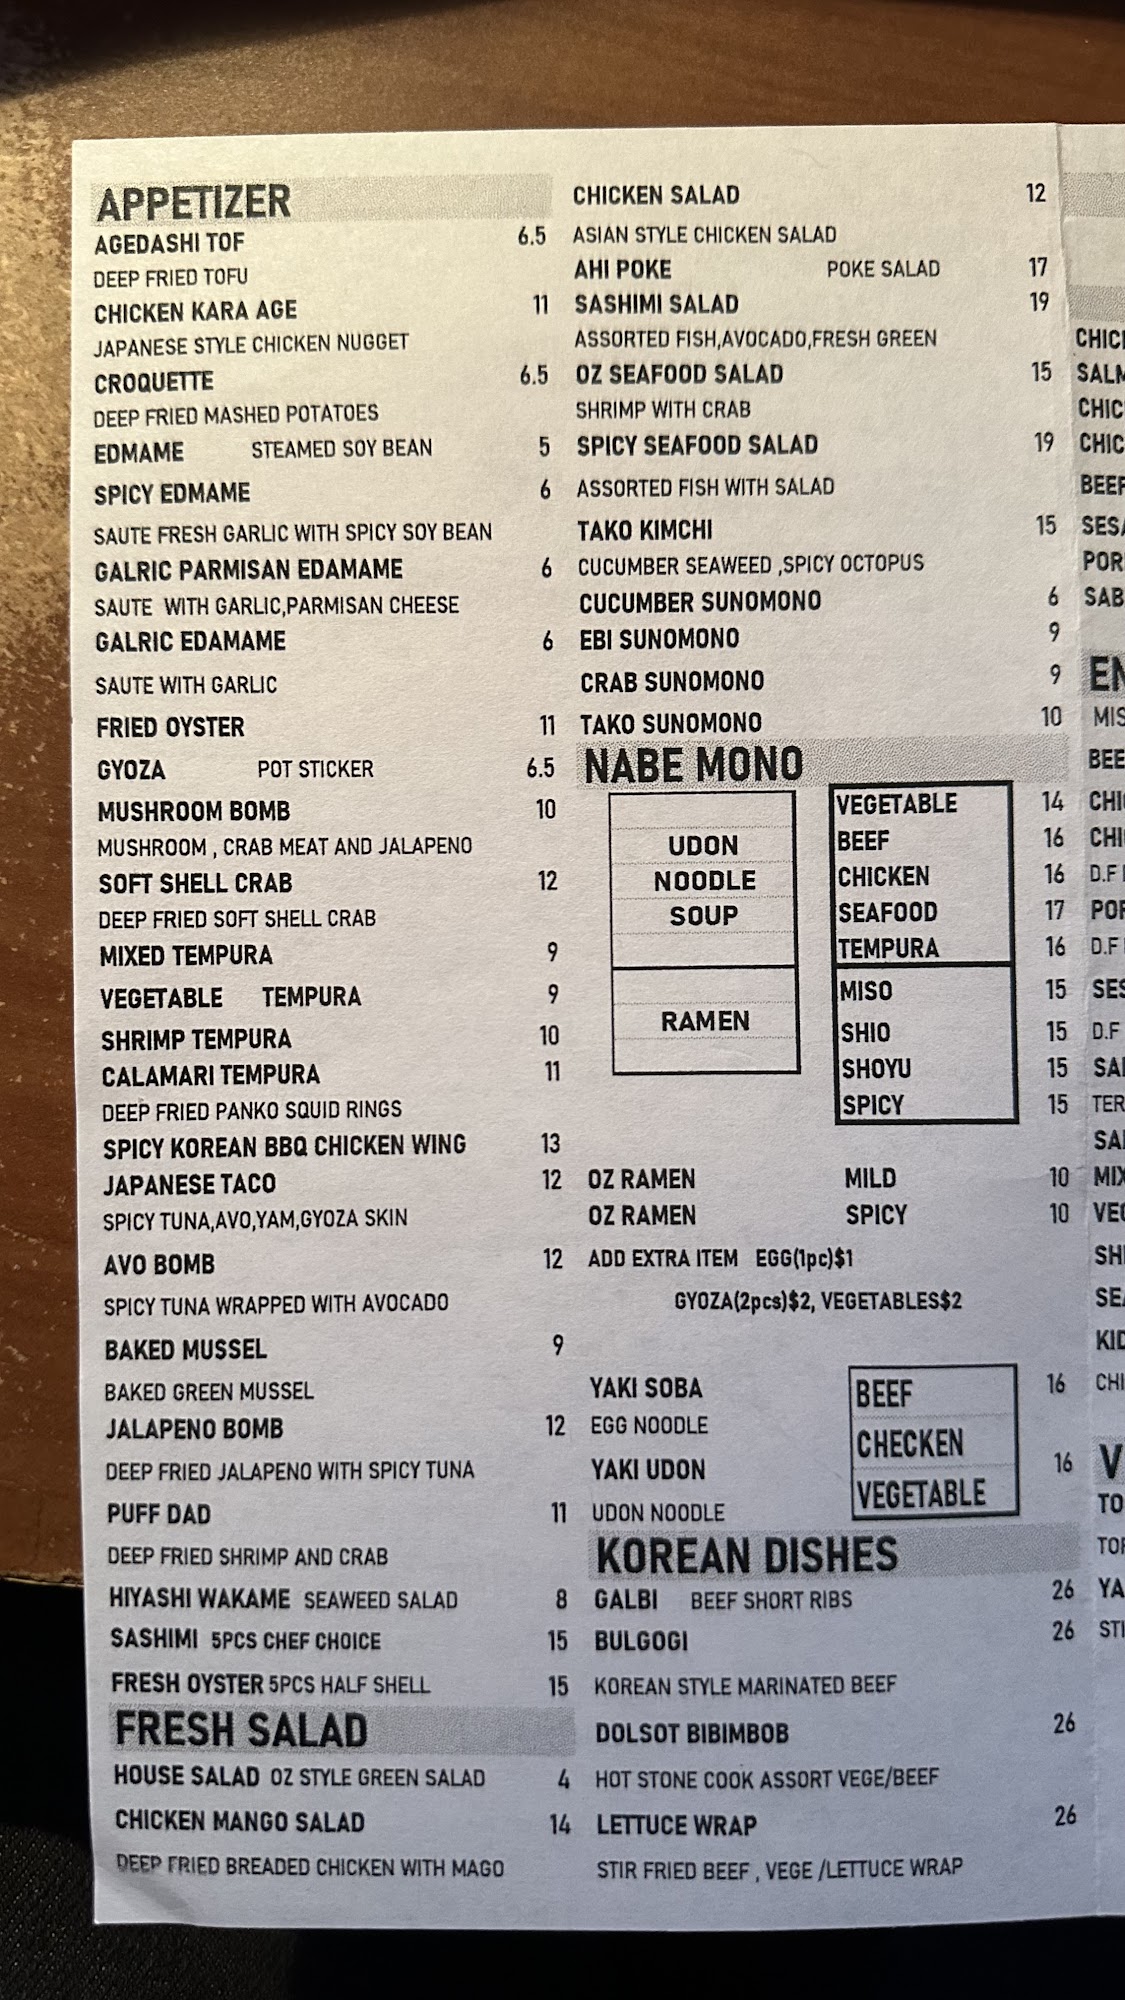 APPETIZER
AGEDASHI TOF 6.5
DEEP FRIED TOFU
CHICKEN KARA AGE 11
JAPANESE STYLE CHICKEN NUGGET
CROQUETTE 6.5
DEEP FRIED MASHED POTATOES
EDMAME STEAMED SOY BEAN 5
SPICY EDMAME 6
SAUTE FRESH GARLIC WITH SPICY SOY BEAN
GALRIC PARMISAN EDAMAME 6
SAUTE WITH GARLIC,PARMISAN CHEESE
GALRIC EDAMAME 6
SAUTE WITH GARLIC
FRIED OYSTER 11
GYOZA POT STICKER 6.5
MUSHROOM BOMB 10
MUSHROOM , CRAB MEAT AND JALAPENO
SOFT SHELL CRAB 12
DEEP FRIED SOFT SHELL CRAB
MIXED TEMPURA 9
VEGETABLE TEMPURA 9
SHRIMP TEMPURA 10
CALAMARI TEMPURA 11
DEEP FRIED PANKO SQUID RINGS
SPICY KOREAN BBQ CHICKEN WING 13
JAPANESE TACO 12
SPICY TUNA,AVO,YAM,GYOZA SKIN
AVO BOMB 12
SPICY TUNA WRAPPED WITH AVOCADO
BAKED MUSSEL 9
BAKED GREEN MUSSEL
JALAPENO BOMB 12
DEEP FRIED JALAPENO WITH SPICY TUNA
PUFF DAD 11
DEEP FRIED SHRIMP AND CRAB
HIYASHI WAKAME SEAWEED SALAD 8
SASHIMI 5PCS CHEF CHOICE 15
FRESH OYSTER 5PCS HALF SHELL 15
FRESH SALAD
HOUSE SALAD OZ STYLE GREEN SALAD 4
CHICKEN MANGO SALAD 14
DEEP FRIED BREADED CHICKEN WITH MAGO
CHICKEN SALAD 12
ASIAN STYLE CHICKEN SALAD
AHI POKE POKE SALAD 17
SASHIMI SALAD 19
ASSORTED FISH,AVOCADO,FRESH GREEN
OZ SEAFOOD SALAD 15
SHRIMP WITH CRAB
SPICY SEAFOOD SALAD 19
ASSORTED FISH WITH SALAD
TAKO KIMCHI 15
CUCUMBER SEAWEED ,SPICY OCTOPUS
CUCUMBER SUNOMONO 6
EBI SUNOMONO 9
CRAB SUNOMONO 9
TAKO SUNOMONO 10
NABE MONO
UDON
NOODLE
SOUP
VEGETABLE 14
BEEF 16
CHICKEN 16
SEAFOOD 17
TEMPURA 16
RAMEN
MISO 15
SHIO 15
SHOYU 15
SPICY 15
OZ RAMEN MILD 10
OZ RAMEN SPICY 10
ADD EXTRA ITEM EGG(1pc)$1
GYOZA(2pcs)$2, VEGETABLES$2
YAKI SOBA 16
EGG NOODLE
YAKI UDON 16
UDON NOODLE
BEEF
CHECKEN
VEGETABLE
KOREAN DISHES
GALBI BEEF SHORT RIBS 26
BULGOGI 26
KOREAN STYLE MARINATED BEEF
DOLSOT BIBIMBOB 26
HOT STONE COOK ASSORT VEGE/BEEF
LETTUCE WRAP 26
STIR FRIED BEEF , VEGE /LETTUCE WRAP